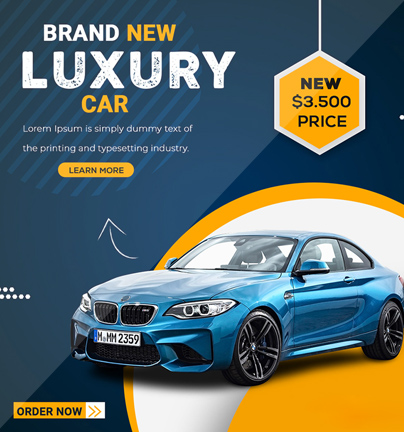 BRAND NEW
LUXURY
CAR
Lorem Ipsum is simply dummy text of
the printing and typesetting industry.
LEARN MORE
NEW
$3.500
PRICE
M MM 2359
ORDER NOW